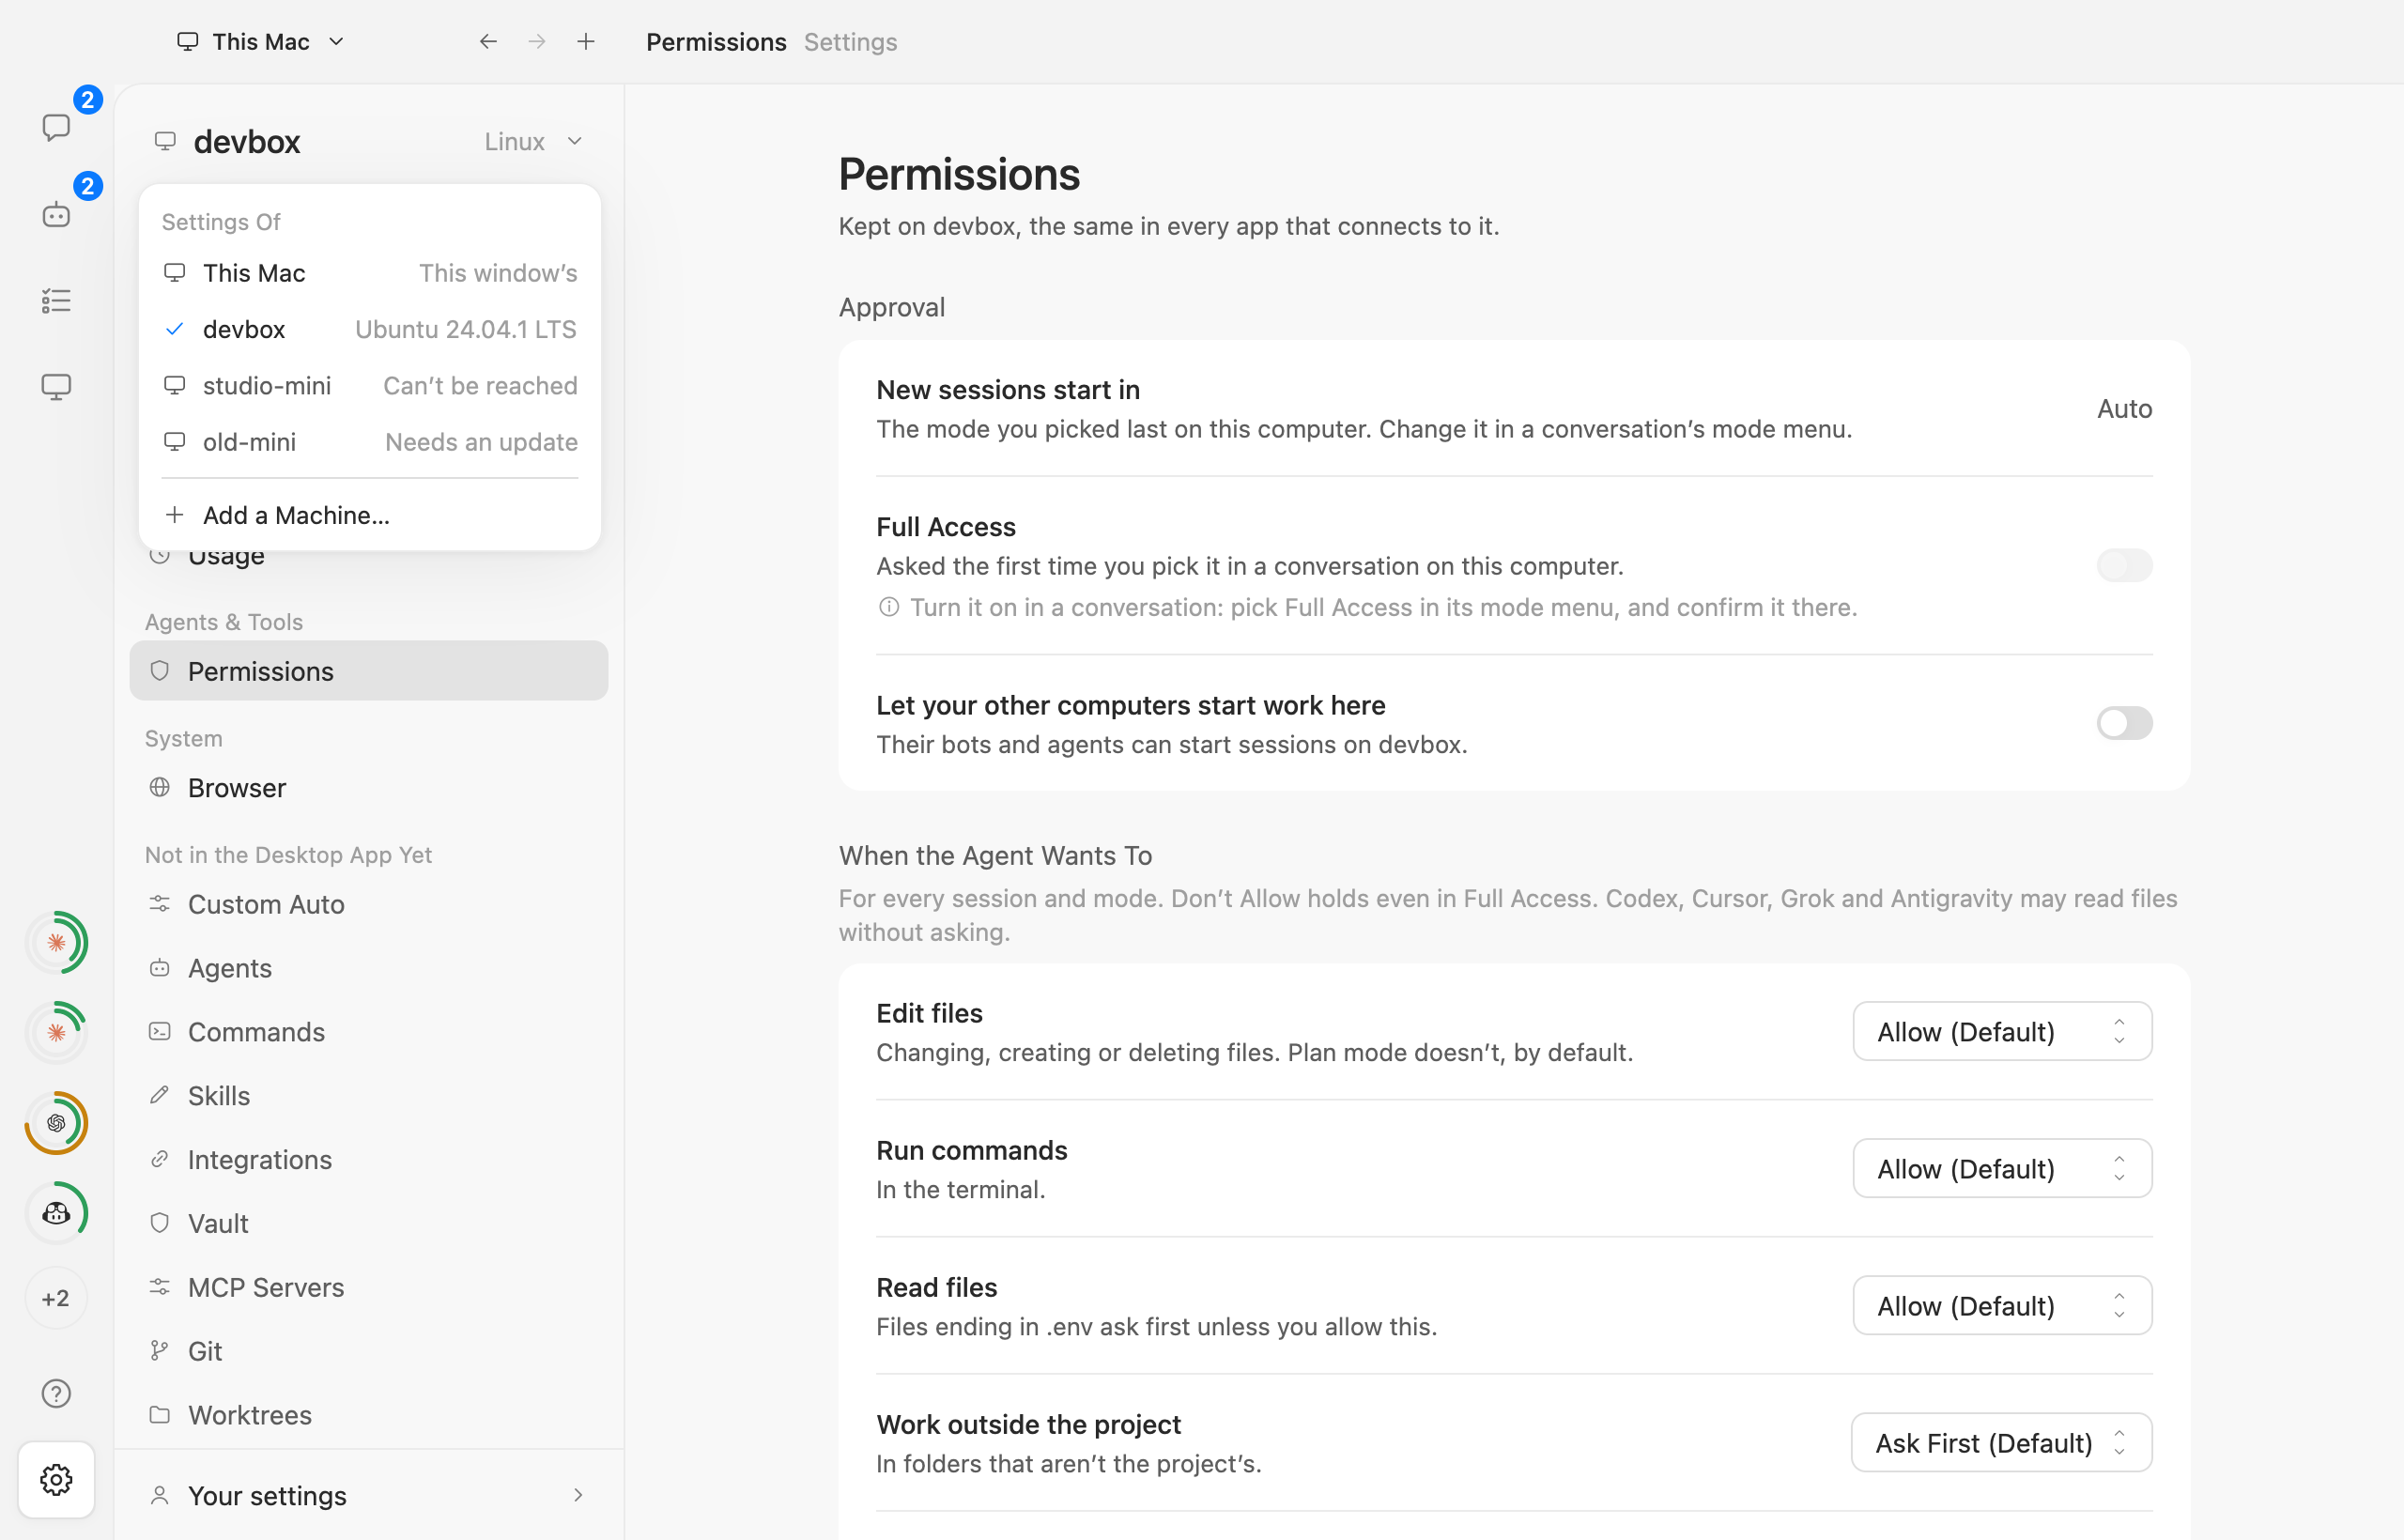 This Mac
Permissions Settings
2
2
devbox Linux
Settings Of
This Mac This window’s
devbox Ubuntu 24.04.1 LTS
studio-mini Can’t be reached
old-mini Needs an update
Add a Machine…
Usage
Agents & Tools
Permissions
System
Browser
Not in the Desktop App Yet
Custom Auto
Agents
Commands
Skills
Integrations
Vault
MCP Servers
Git
Worktrees
Your settings
+2
Permissions
Kept on devbox, the same in every app that connects to it.
Approval
New sessions start in
The mode you picked last on this computer. Change it in a conversation’s mode menu.
Auto
Full Access
Asked the first time you pick it in a conversation on this computer.
Turn it on in a conversation: pick Full Access in its mode menu, and confirm it there.
Let your other computers start work here
Their bots and agents can start sessions on devbox.
When the Agent Wants To
For every session and mode. Don’t Allow holds even in Full Access. Codex, Cursor, Grok and Antigravity may read files
without asking.
Edit files
Changing, creating or deleting files. Plan mode doesn’t, by default.
Allow (Default)
Run commands
In the terminal.
Allow (Default)
Read files
Files ending in .env ask first unless you allow this.
Allow (Default)
Work outside the project
In folders that aren’t the project’s.
Ask First (Default)